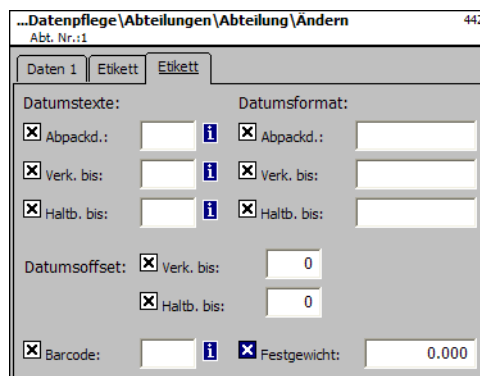 ...Datenpflege\Abteilungen\Abteilung\Ändern 442
Abt. Nr.:1
Daten 1 Etikett Etikett
Datumstexte: Datumsformat:
Abpackd.: i Abpackd.:
Verk. bis: i Verk. bis:
Haltb. bis: i Haltb. bis:
Datumsoffset: Verk. bis: 0
Haltb. bis: 0
Barcode: i Festgewicht: 0.000